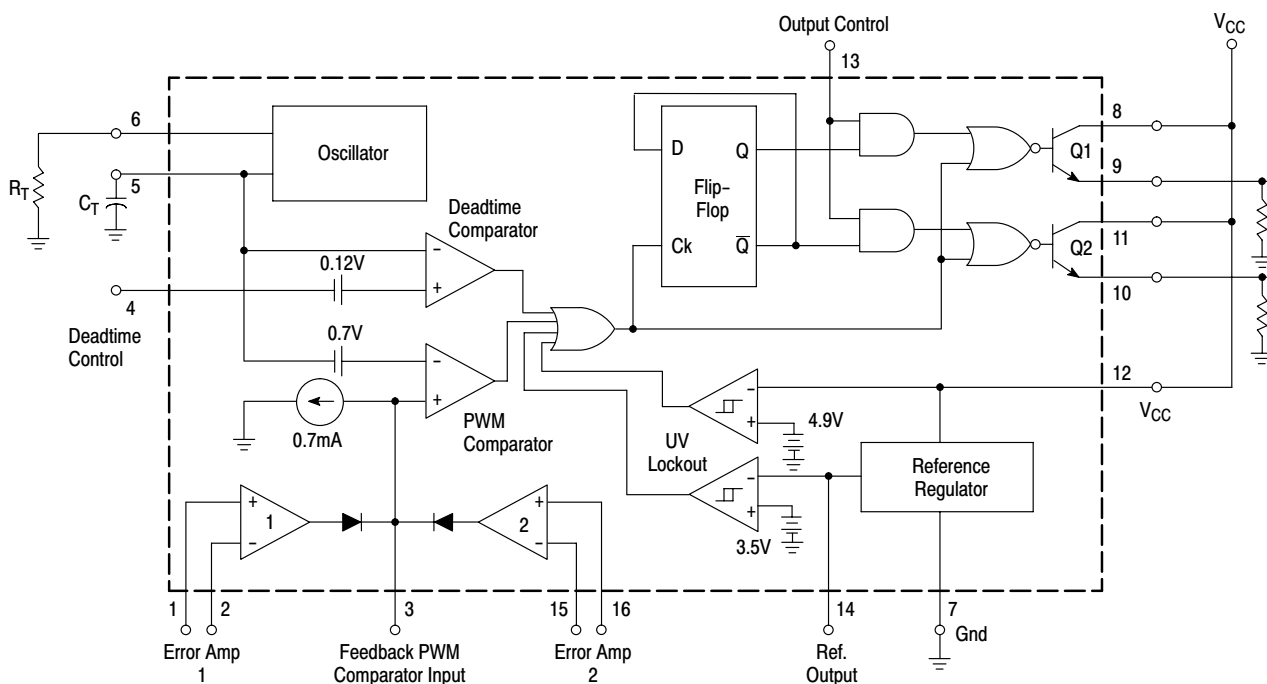 Output Control
V_CC
13
6
8
Oscillator
D
Q
Q1
R_T
5
9
C_T
Flip-
Flop
Deadtime
Comparator
11
−
Ck
Q̅
Q2
0.12V
+
4
10
Deadtime
Control
0.7V
−
12
−
+
PWM
Comparator
+
4.9V
V_CC
0.7mA
UV
Lockout
Reference
Regulator
−
+
1
+
2
+
−
−
3.5V
1
2
3
15
16
14
7
Gnd
Error Amp
1
Feedback PWM
Comparator Input
Error Amp
2
Ref.
Output